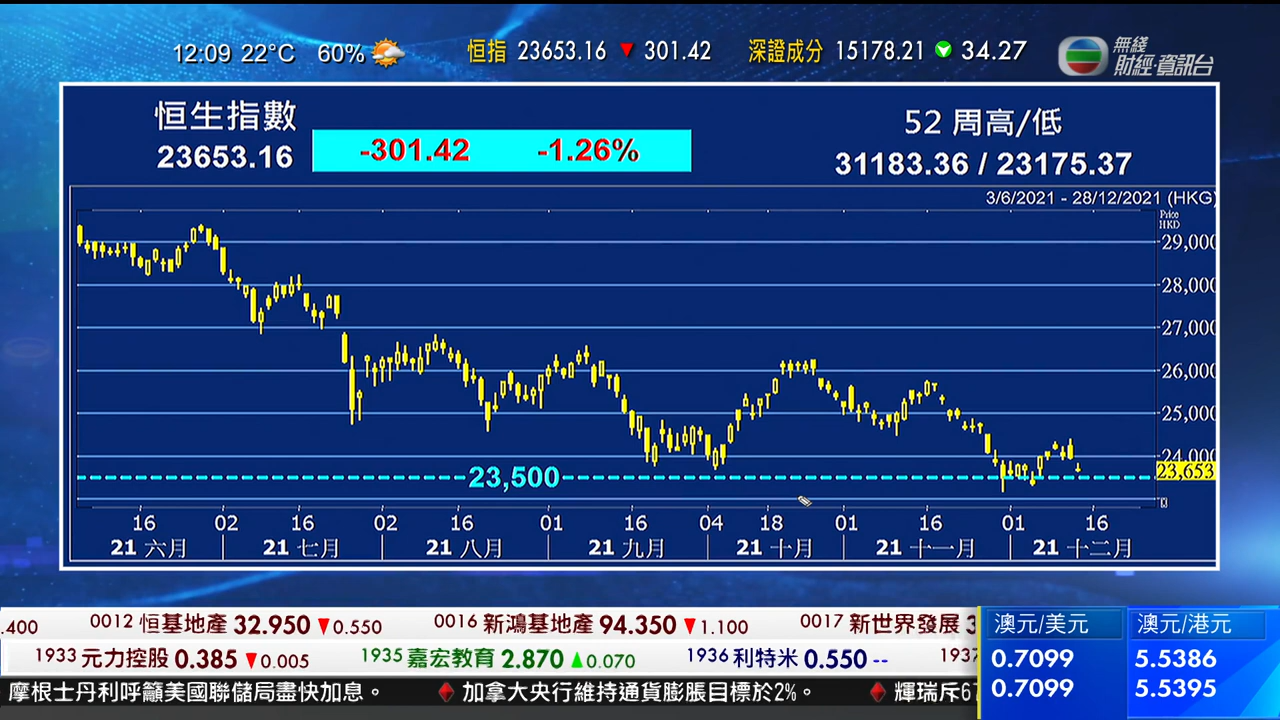 12:09 22°C 60% 恒指 23653.16 ▼ 301.42 深證成分 15178.21 34.27 無綫
財經·資訊台
恒生指數
23653.16 -301.42 -1.26%
52 周高/低
31183.36 / 23175.37
3/6/2021 - 28/12/2021 (HKG)
Price
HKD
29,000
28,000
27,000
26,000
25,000
24,000
23,653
23,500
16 02 16 02 16 01 16 04 18 01 16 01 16
21 六月 21 七月 21 八月 21 九月 21 十月 21 十一月 21 十二月
.400 0012 恒基地產 32.950 ▼0.550 0016 新鴻基地產 94.350 ▼1.100 0017 新世界發展 3
1933 元力控股 0.385 ▼0.005 1935 嘉宏教育 2.870 ▲0.070 1936 利特米 0.550 -- 1937
摩根士丹利呼籲美國聯儲局盡快加息。 ♦ 加拿大央行維持通貨膨脹目標於2%。 ♦ 輝瑞斥67
澳元/美元 澳元/港元
0.7099 5.5386
0.7099 5.5395